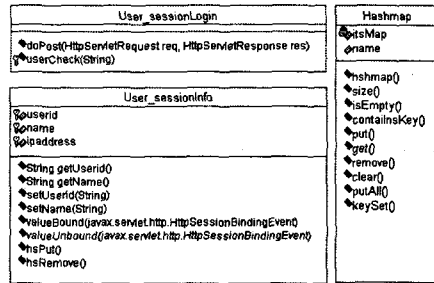 User_sessionLogin
doPost(HttpServletRequest req, HttpServletResponse res)
userCheck(String)
User_sessionInfo
userid
name
ipaddress
String getUserid()
String getName()
setUserid(String)
setName(String)
valueBound(javax.servlet.http.HttpSessionBindingEvent)
valueUnbound(javax.servlet.http.HttpSessionBindingEvent)
hsPut()
hsRemove()
Hashmap
itsMap
name
hshmap()
size()
isEmpty()
contailnsKey()
put()
get()
remove()
clear()
putAll()
keySet()